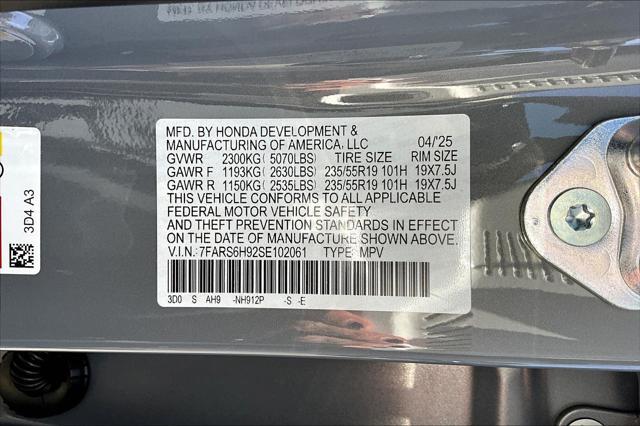 MFD. BY HONDA DEVELOPMENT &
MANUFACTURING OF AMERICA, LLC 04/'25
GVWR 2300KG( 5070LBS) TIRE SIZE RIM SIZE
GAWR F 1193KG( 2630LBS) 235/55R19 101H 19X7.5J
GAWR R 1150KG( 2535LBS) 235/55R19 101H 19X7.5J
THIS VEHICLE CONFORMS TO ALL APPLICABLE
FEDERAL MOTOR VEHICLE SAFETY
AND THEFT PREVENTION STANDARDS IN EFFECT
ON THE DATE OF MANUFACTURE SHOWN ABOVE.
V.I.N.:7FARS6H92SE102061 TYPE: MPV
3D0 S AH9 -NH912P -S -E
3D4 A3